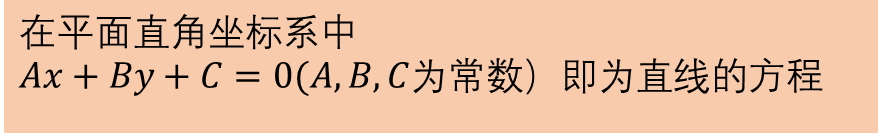 在平面直角坐标系中
Ax + By + C = 0(A, B, C为常数）即为直线的方程